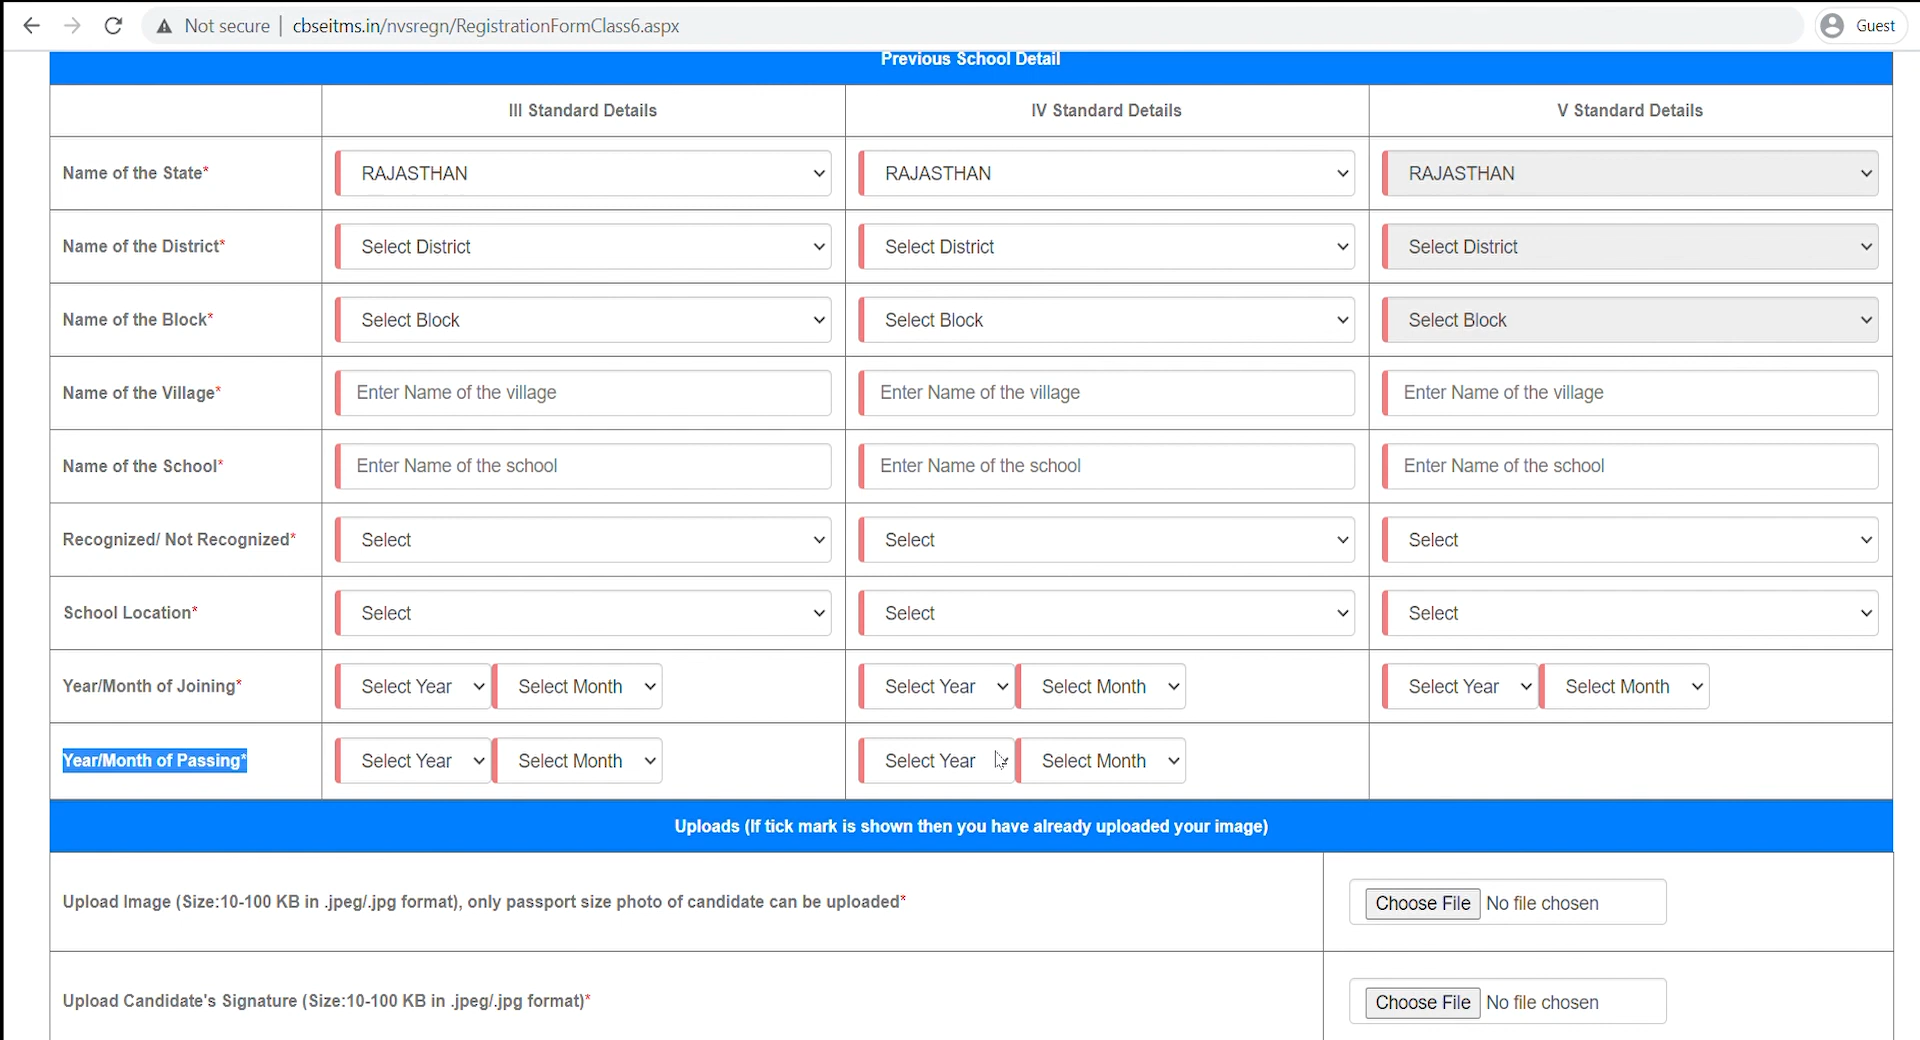 Not secure | cbseitms.in/nvsregn/RegistrationFormClass6.aspx Guest
Previous School Detail
III Standard Details IV Standard Details V Standard Details
Name of the State* RAJASTHAN RAJASTHAN RAJASTHAN
Name of the District* Select District Select District Select District
Name of the Block* Select Block Select Block Select Block
Name of the Village* Enter Name of the village Enter Name of the village Enter Name of the village
Name of the School* Enter Name of the school Enter Name of the school Enter Name of the school
Recognized/ Not Recognized* Select Select Select
School Location* Select Select Select
Year/Month of Joining* Select Year Select Month Select Year Select Month Select Year Select Month
Year/Month of Passing* Select Year Select Month Select Year Select Month
Uploads (If tick mark is shown then you have already uploaded your image)
Upload Image (Size:10-100 KB in .jpeg/.jpg format), only passport size photo of candidate can be uploaded* Choose File No file chosen
Upload Candidate's Signature (Size:10-100 KB in .jpeg/.jpg format)* Choose File No file chosen